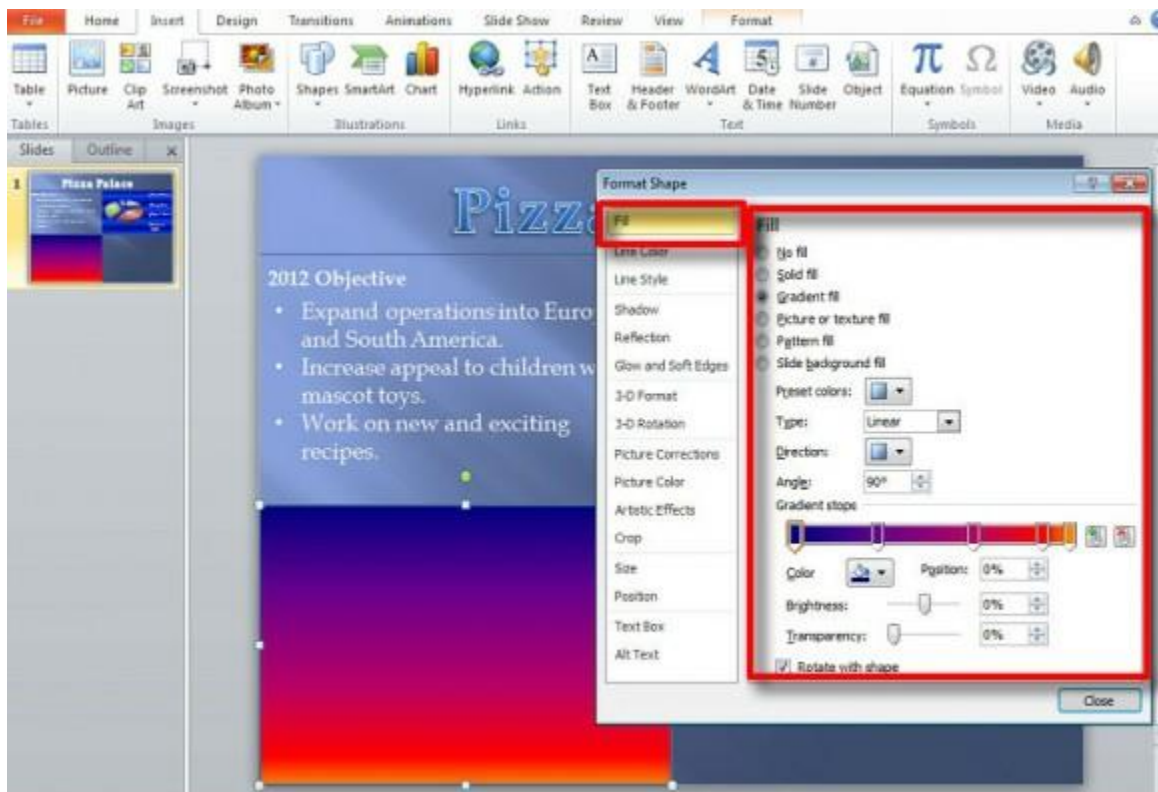 File Home Insert Design Transitions Animations Slide Show Review View Format
Table Picture Clip Art Screenshot Photo Album Shapes SmartArt Chart Hyperlink Action Text Box Header & Footer WordArt Date & Time Slide Number Object Equation Symbol Video Audio
Tables Images Illustrations Links Text Symbols Media
Slides Outline
1
Pizza Palace
Pizza
2012 Objective
• Expand operations into Euro
and South America.
• Increase appeal to children w
mascot toys.
• Work on new and exciting
recipes.
Format Shape
Fill
Line Color
Line Style
Shadow
Reflection
Glow and Soft Edges
3-D Format
3-D Rotation
Picture Corrections
Picture Color
Artistic Effects
Crop
Size
Position
Text Box
Alt Text
Fill
No fill
Solid fill
Gradient fill
Picture or texture fill
Pattern fill
Slide background fill
Preset colors:
Type: Linear
Direction:
Angle: 90°
Gradient stops
Color Position: 0%
Brightness: 0%
Transparency: 0%
Rotate with shape
Close